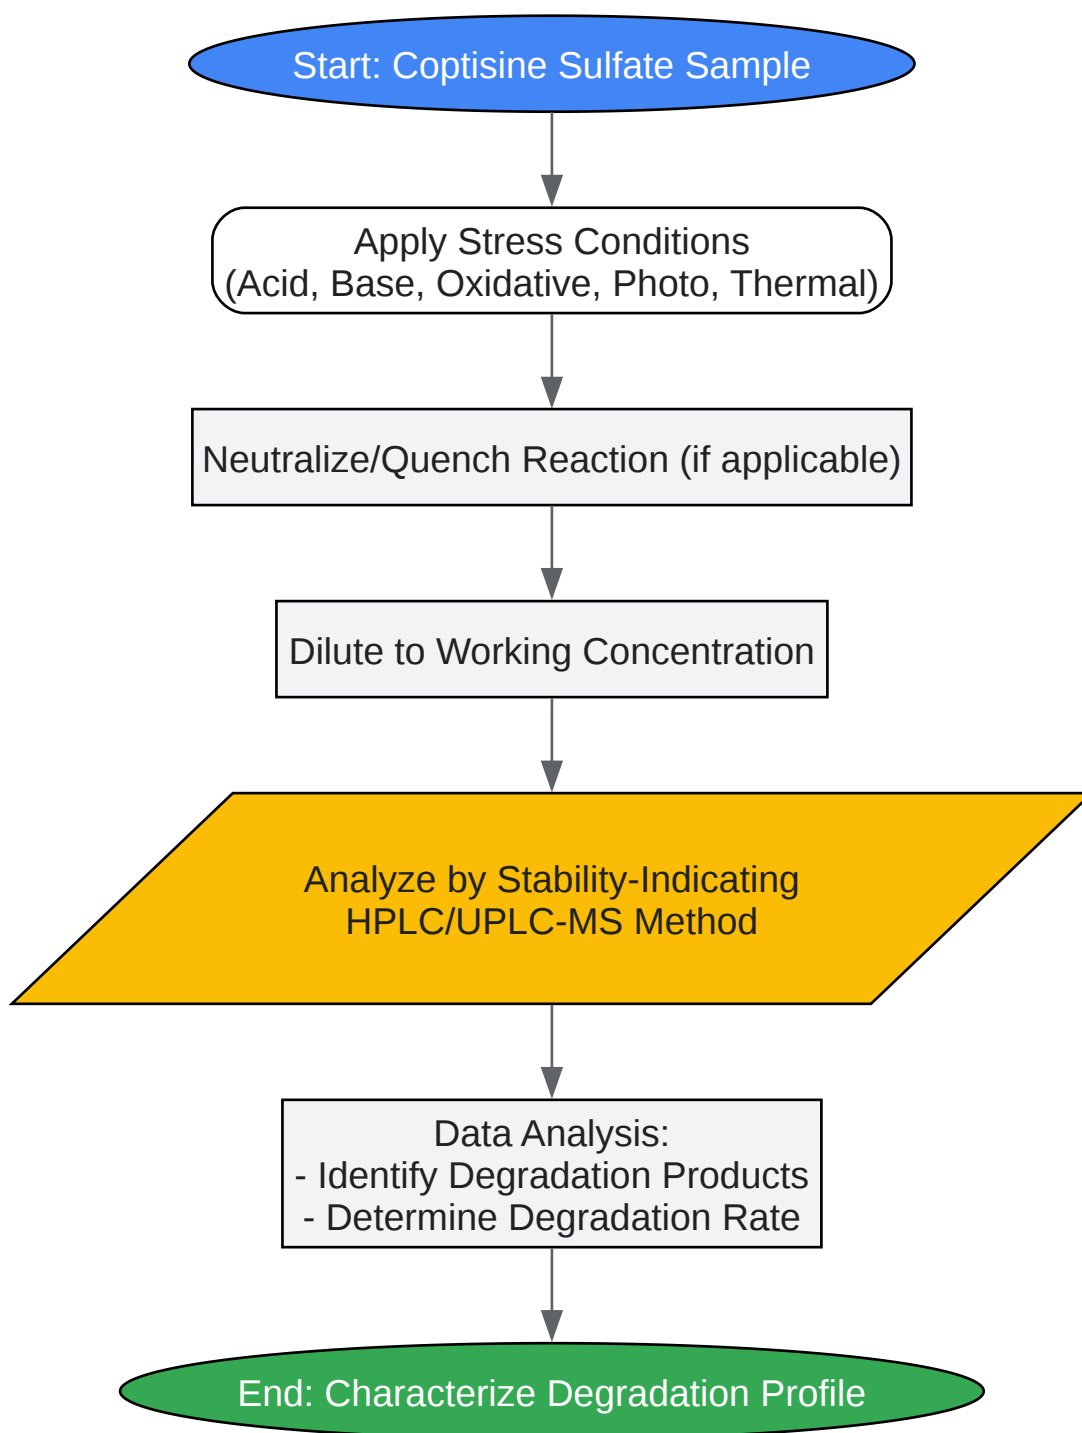 Start: Coptisine Sulfate Sample
Apply Stress Conditions
(Acid, Base, Oxidative, Photo, Thermal)
Neutralize/Quench Reaction (if applicable)
Dilute to Working Concentration
Analyze by Stability-Indicating
HPLC/UPLC-MS Method
Data Analysis:
- Identify Degradation Products
- Determine Degradation Rate
End: Characterize Degradation Profile